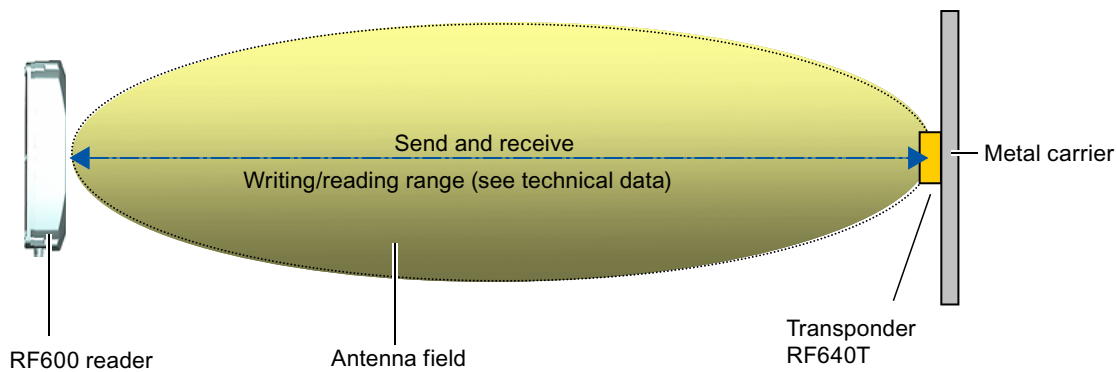 Send and receive
Writing/reading range (see technical data)
Metal carrier
Transponder
RF640T
RF600 reader
Antenna field